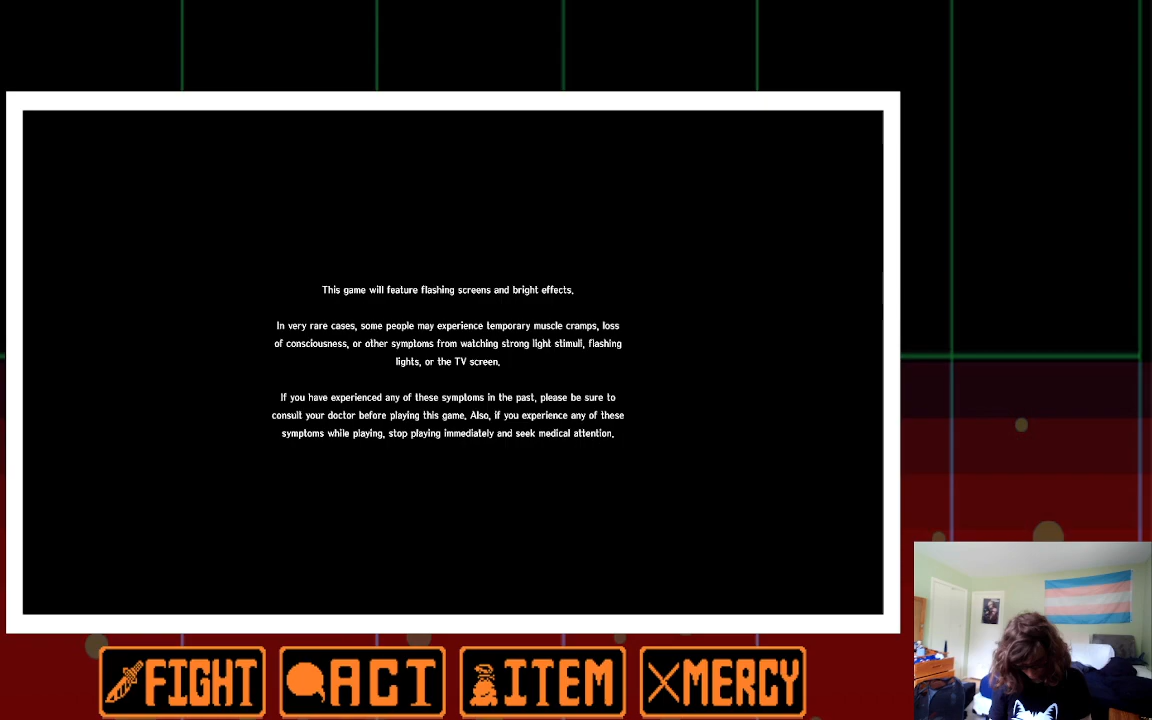 This game will feature flashing screens and bright effects.
In very rare cases, some people may experience temporary muscle cramps, loss
of consciousness, or other symptoms from watching strong light stimuli, flashing
lights, or the TV screen.
If you have experienced any of these symptoms in the past, please be sure to
consult your doctor before playing this game. Also, if you experience any of these
symptoms while playing, stop playing immediately and seek medical attention.
FIGHT ACT ITEM MERCY